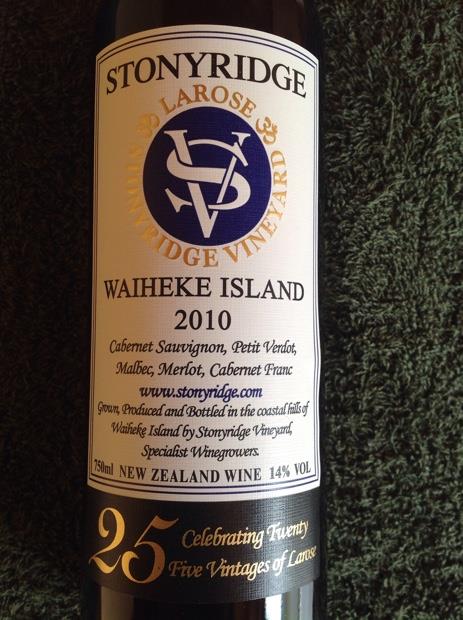 STONYRIDGE
ॐ LAROSE ॐ
SV
STONYRIDGE VINEYARD
WAIHEKE ISLAND
2010
Cabernet Sauvignon, Petit Verdot,
Malbec, Merlot, Cabernet Franc
www.stonyridge.com
Grown, Produced and Bottled in the coastal hills of
Waiheke Island by Stonyridge Vineyard,
Specialist Winegrowers.
750ml NEW ZEALAND WINE 14% VOL
25 Celebrating Twenty
Five Vintages of Larose